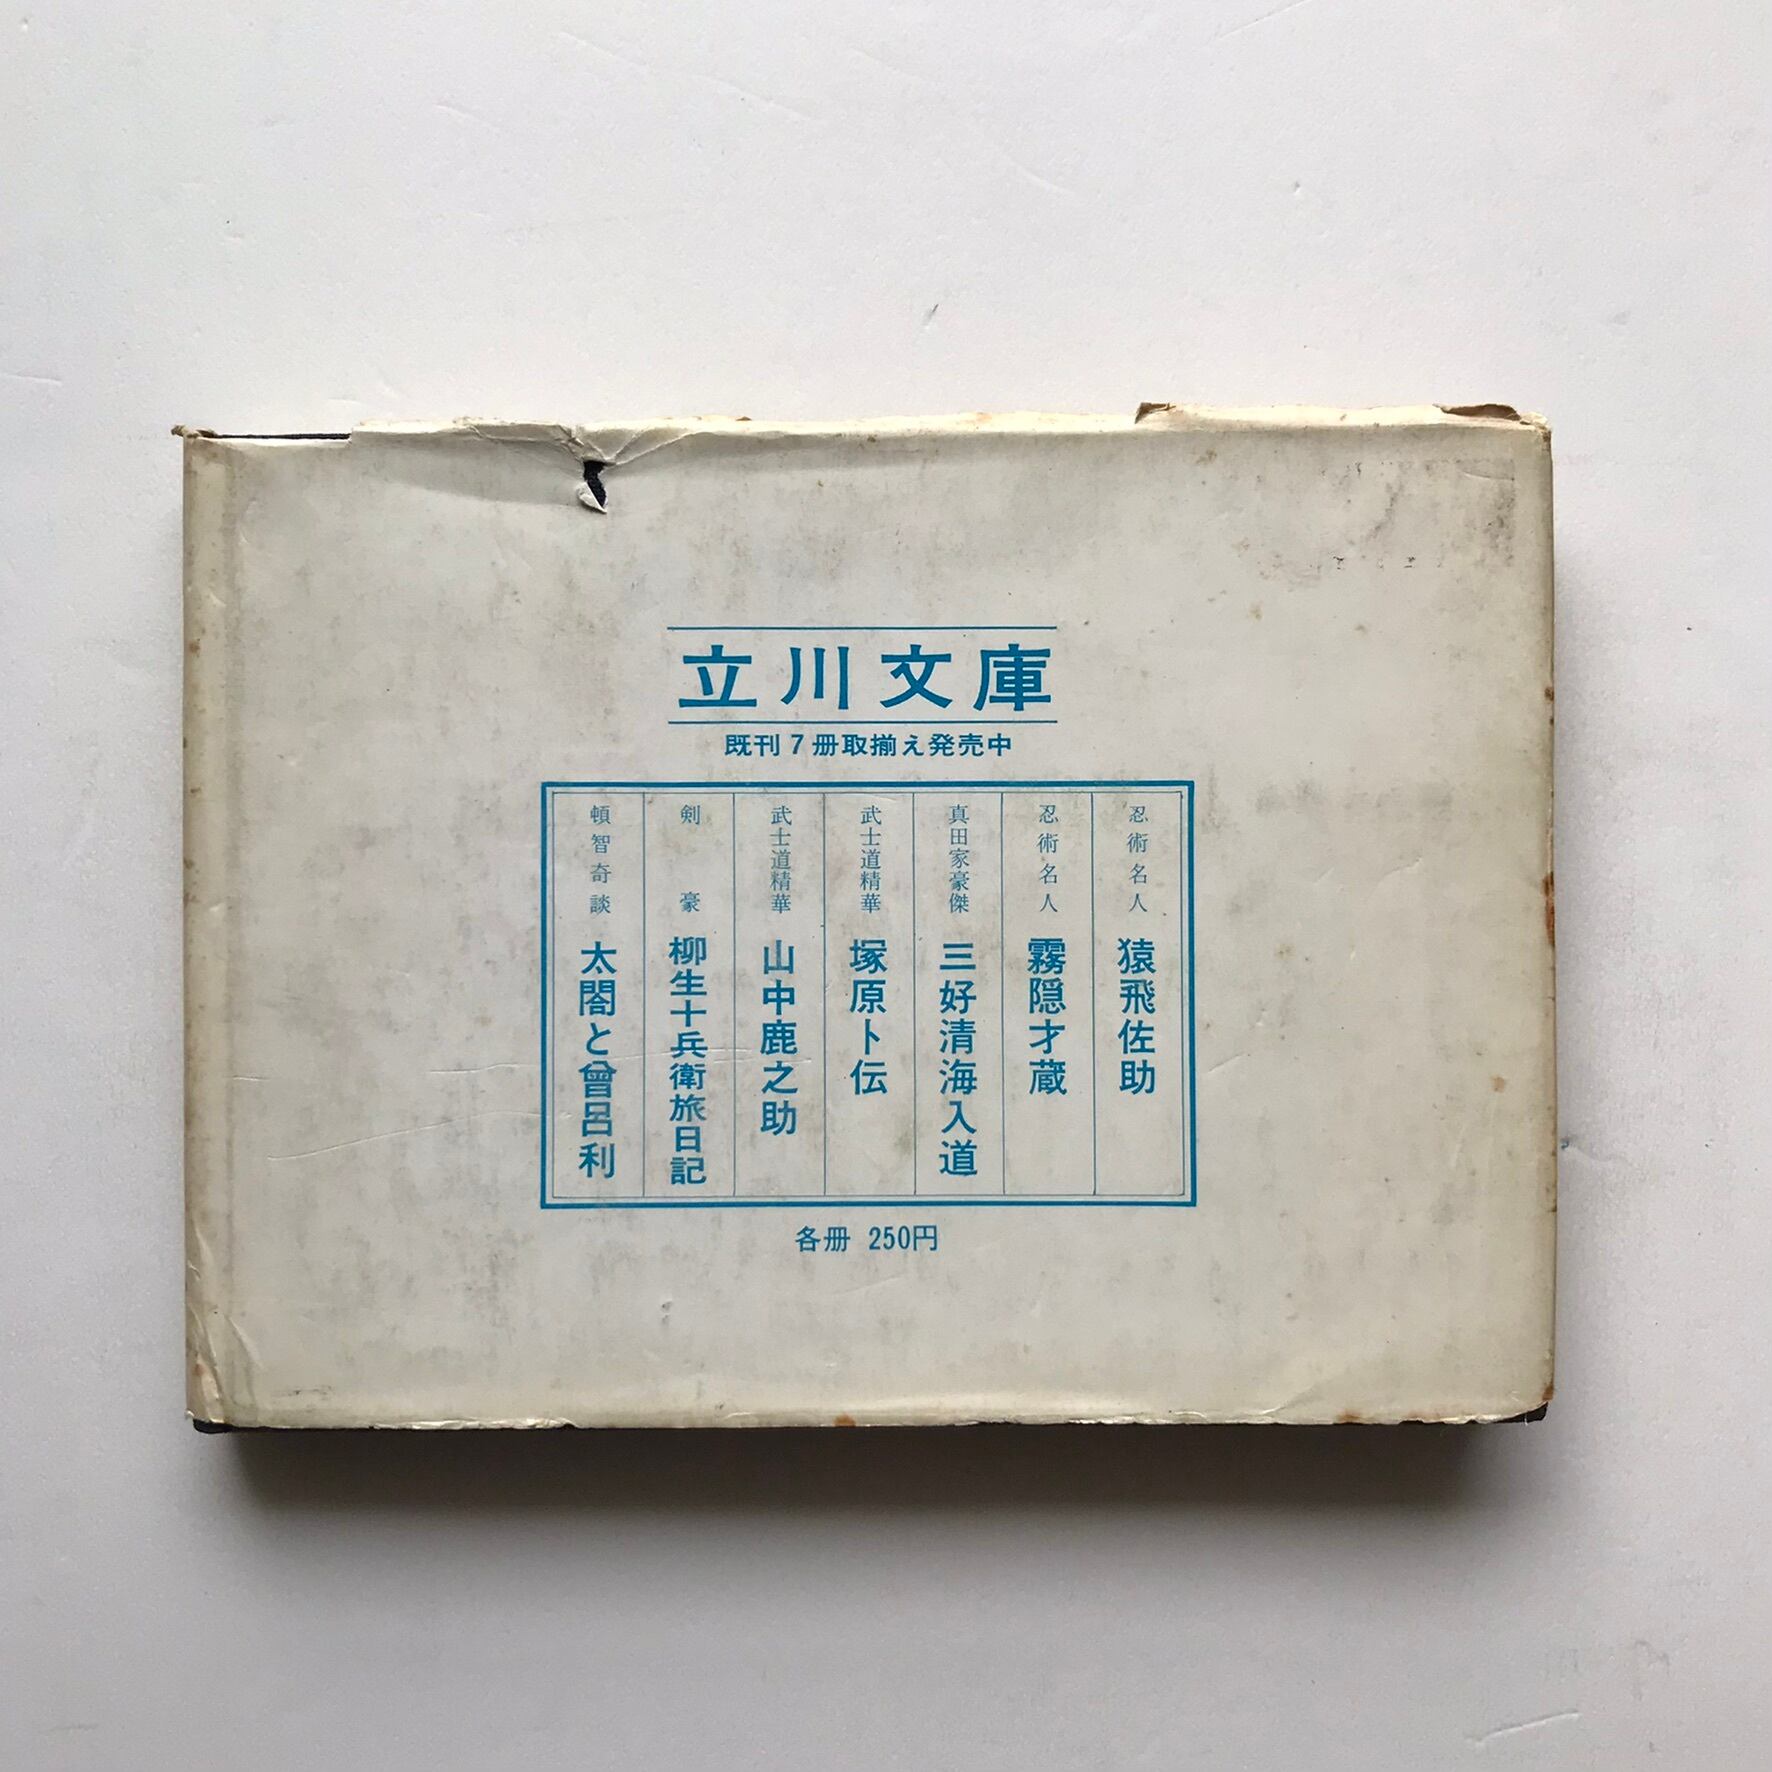 立川文庫
既刊7册取揃え発売中
忍術名人 猿飛佐助
忍術名人 霧隠才蔵
真田家豪傑 三好清海入道
武士道精華 塚原卜伝
武士道精華 山中鹿之助
剣豪 柳生十兵衛旅日記
頓智奇談 太閤と曾呂利
各册 250円